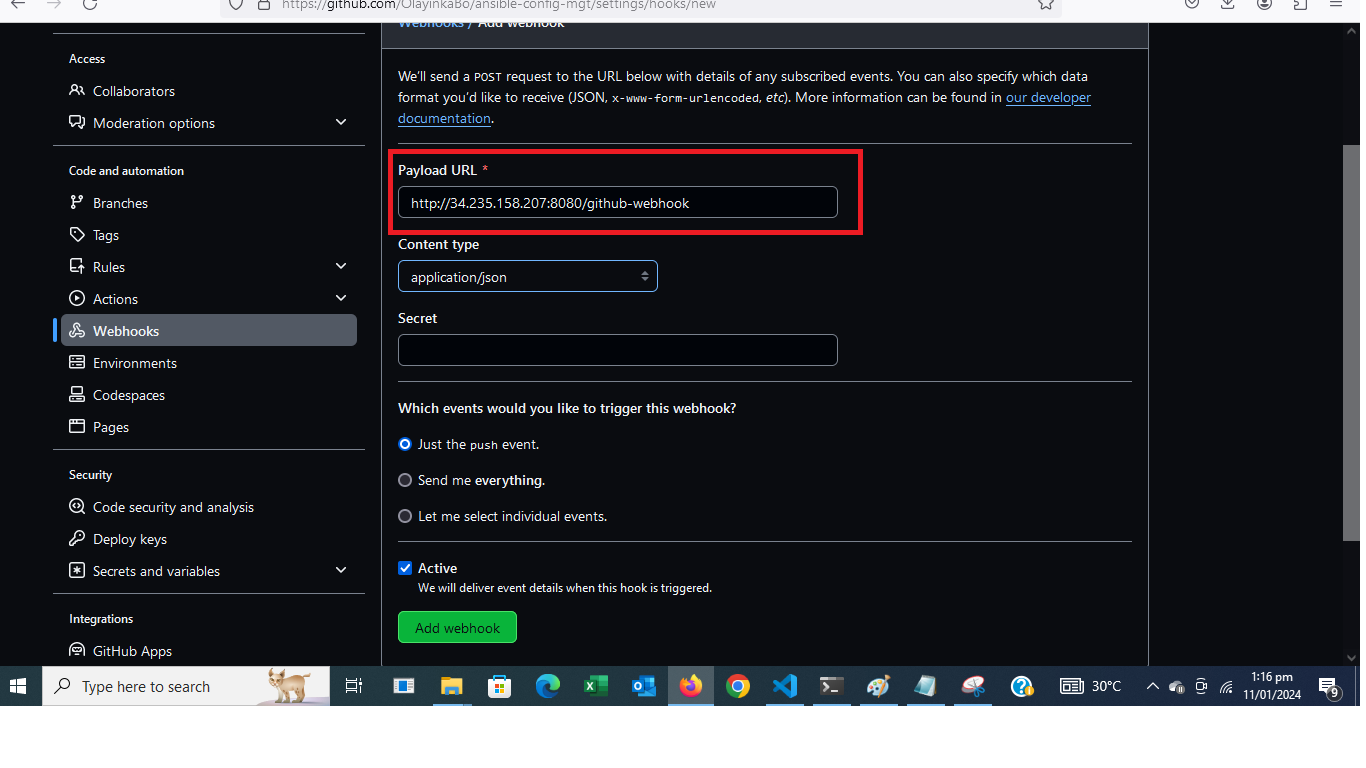 https://github.com/OlayinkaBo/ansible-config-mgt/settings/hooks/new
Webhooks / Add webhook
Access
Collaborators
Moderation options
Code and automation
Branches
Tags
Rules
Actions
Webhooks
Environments
Codespaces
Pages
Security
Code security and analysis
Deploy keys
Secrets and variables
Integrations
GitHub Apps
We'll send a POST request to the URL below with details of any subscribed events. You can also specify which data
format you'd like to receive (JSON, x-www-form-urlencoded, etc). More information can be found in our developer
documentation.
Payload URL *
http://34.235.158.207:8080/github-webhook
Content type
application/json
Secret
Which events would you like to trigger this webhook?
Just the push event.
Send me everything.
Let me select individual events.
Active
We will deliver event details when this hook is triggered.
Add webhook
Type here to search
30°C
1:16 pm
11/01/2024
9